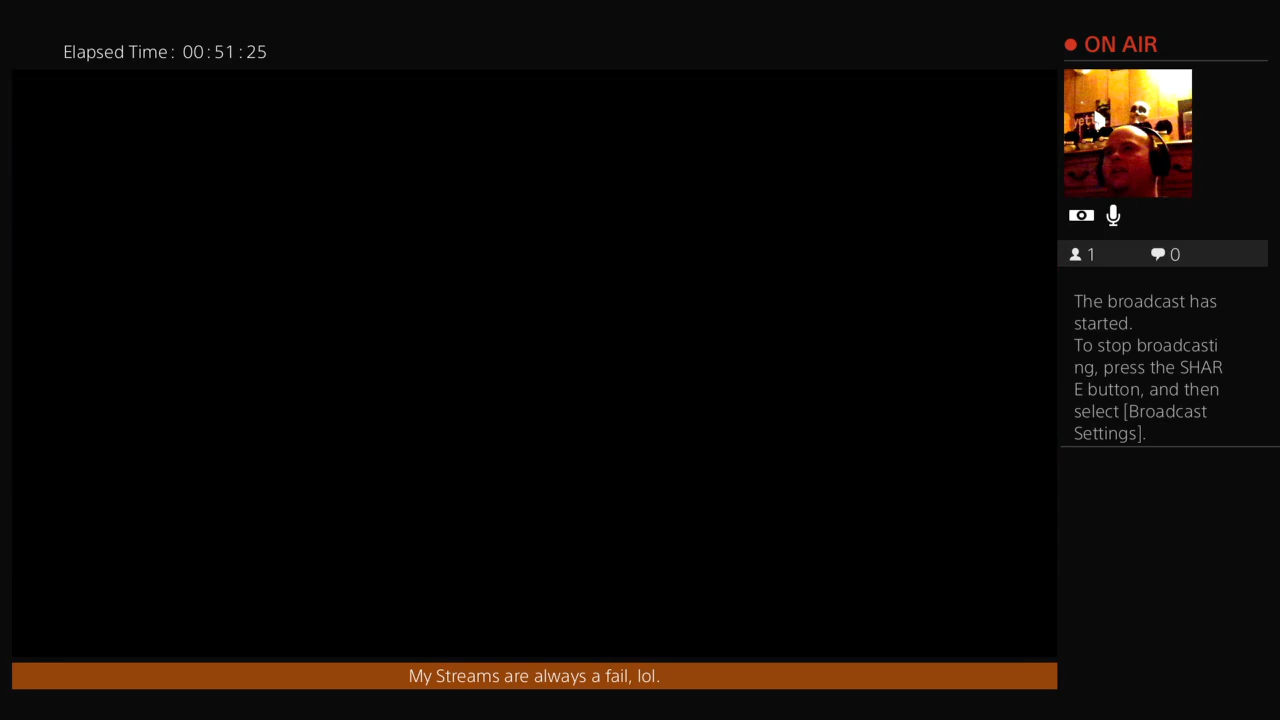 Elapsed Time: 00:51:25
ON AIR
yeti
1
0
The broadcast has
started.
To stop broadcasti
ng, press the SHAR
E button, and then
select [Broadcast
Settings].
My Streams are always a fail, lol.